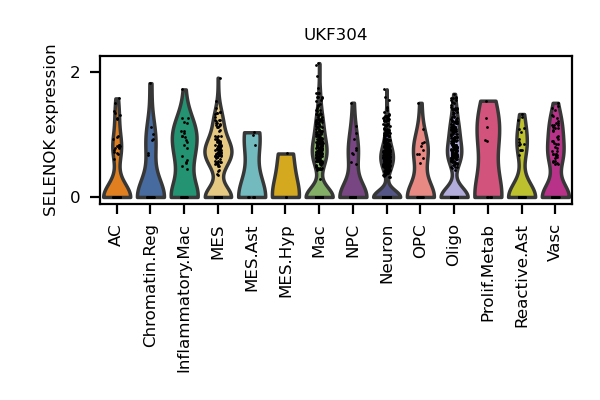 UKF304
SELENOK expression
2
0
AC
Chromatin.Reg
Inflammatory.Mac
MES
MES.Ast
MES.Hyp
Mac
NPC
Neuron
OPC
Oligo
Prolif.Metab
Reactive.Ast
Vasc